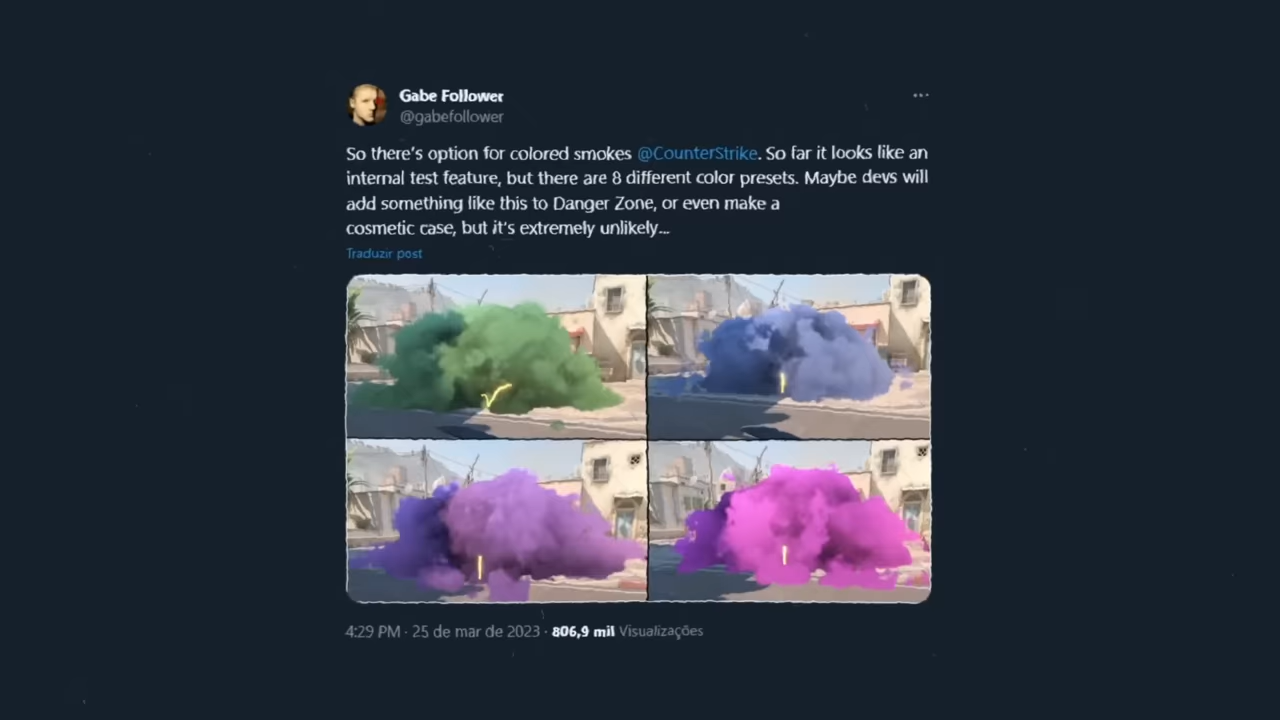 Gabe Follower
@gabefollower
So there's option for colored smokes @CounterStrike. So far it looks like an
internal test feature, but there are 8 different color presets. Maybe devs will
add something like this to Danger Zone, or even make a
cosmetic case, but it's extremely unlikely...
Traduzir post
4:29 PM · 25 de mar de 2023 · 806,9 mil Visualizações